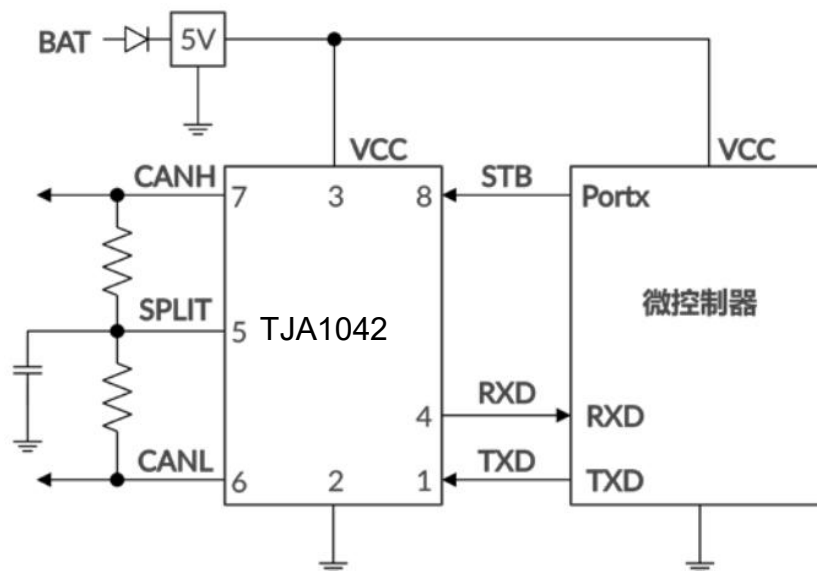 BAT 5V
VCC VCC
CANH 7 3 8 STB Portx
微控制器
SPLIT 5 TJA1042
4 RXD RXD
CANL 6 2 1 TXD TXD